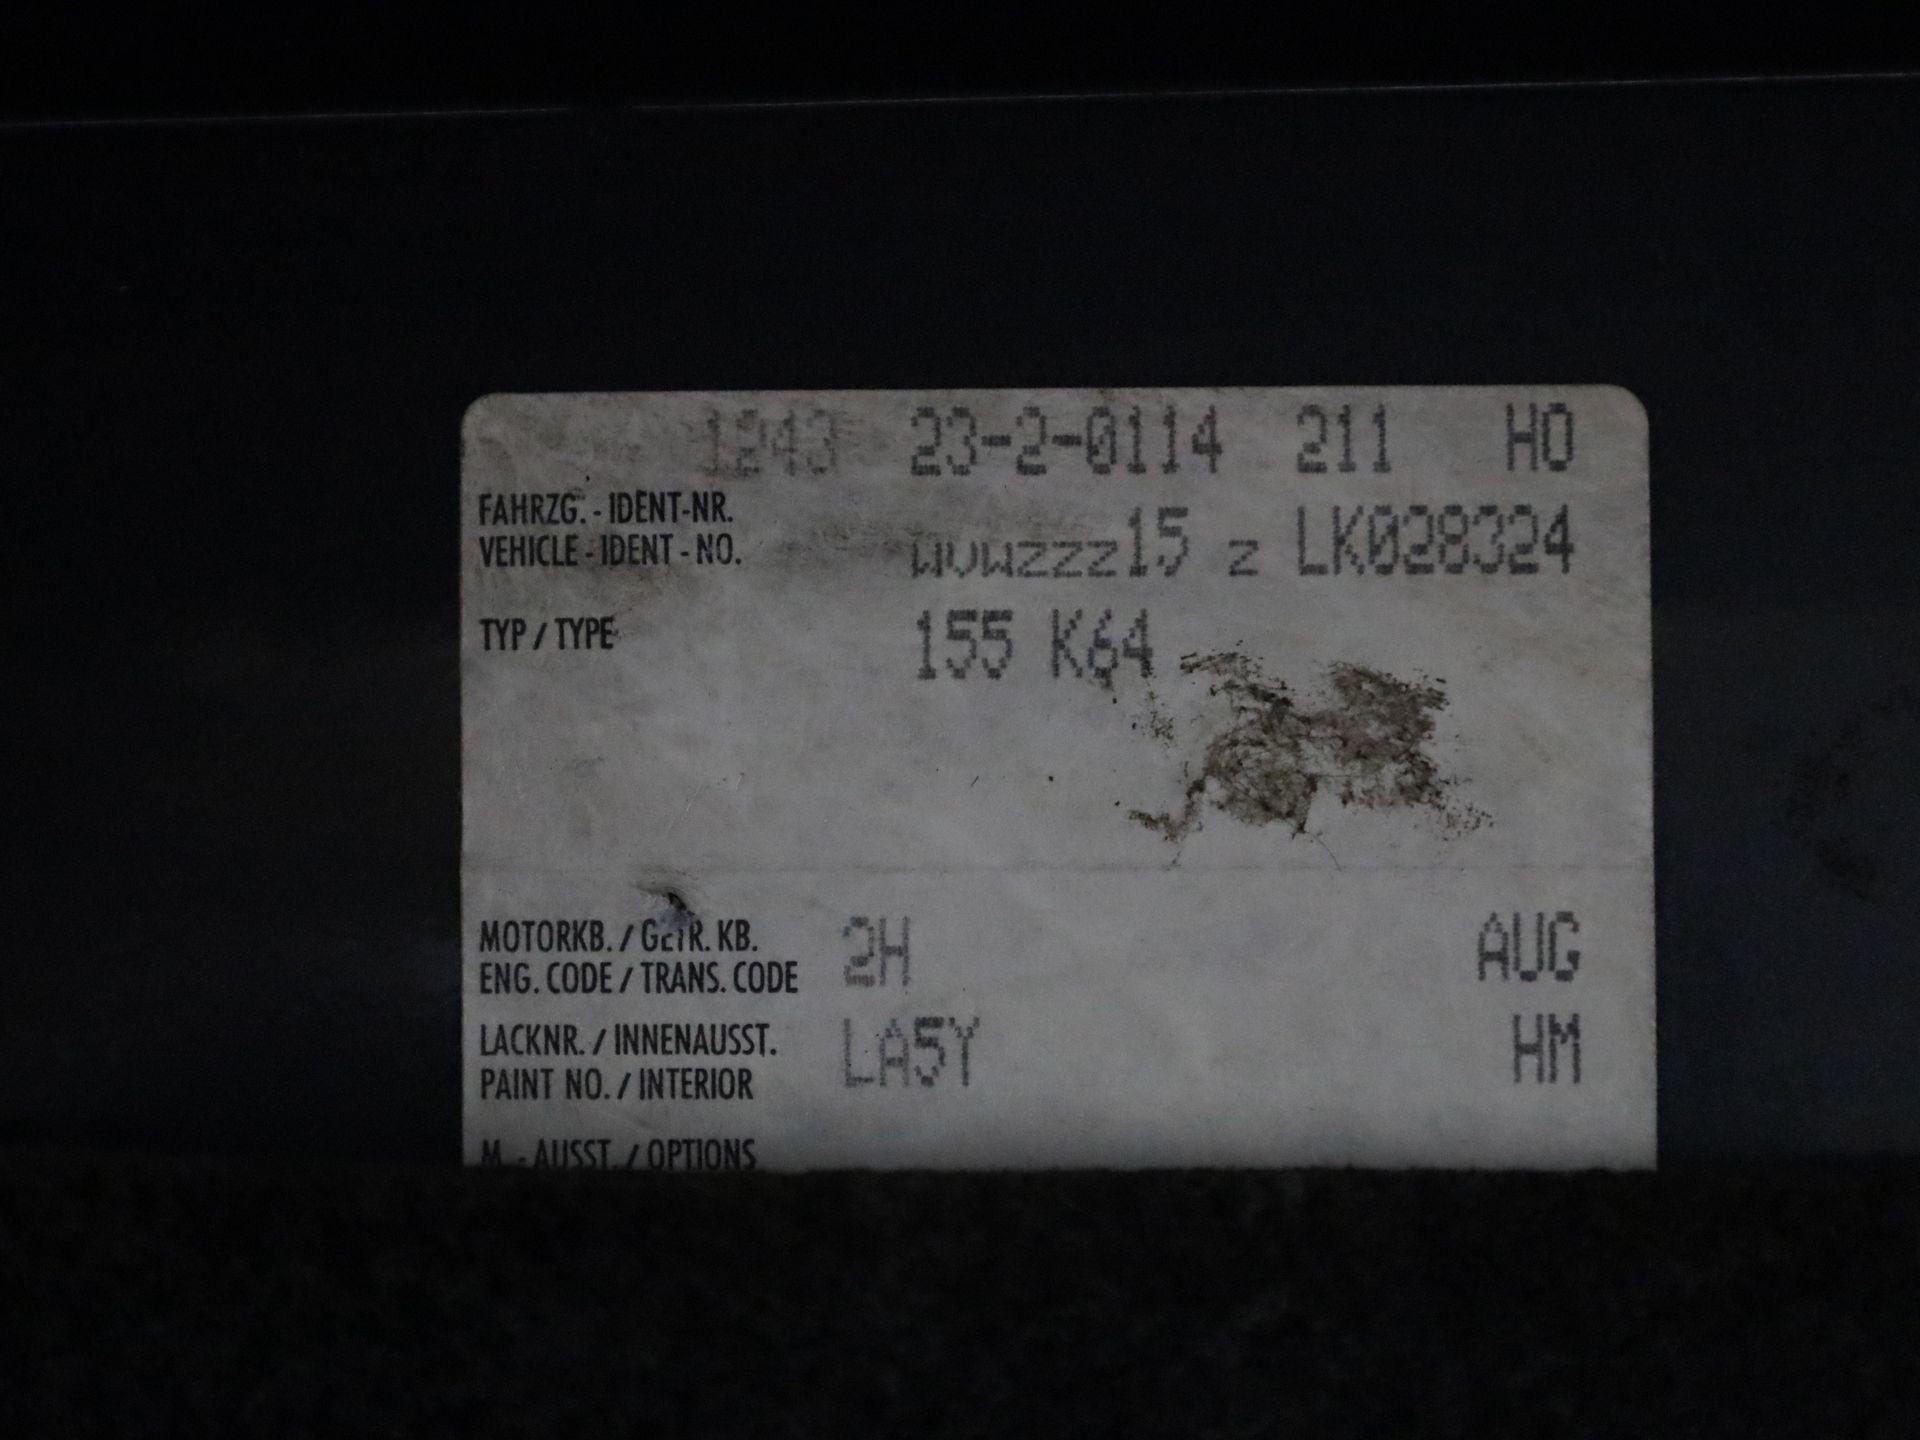 1243 23-2-0114 211 HO
FAHRZG. - IDENT-NR.
VEHICLE - IDENT - NO. wvwzzz15 z LK028324
TYP / TYPE 155 K64
MOTORKB. / GETR. KB.
ENG. CODE / TRANS. CODE 2H AUG
LACKNR. / INNENAUSST.
PAINT NO. / INTERIOR LA5Y HM
M. - AUSST. / OPTIONS